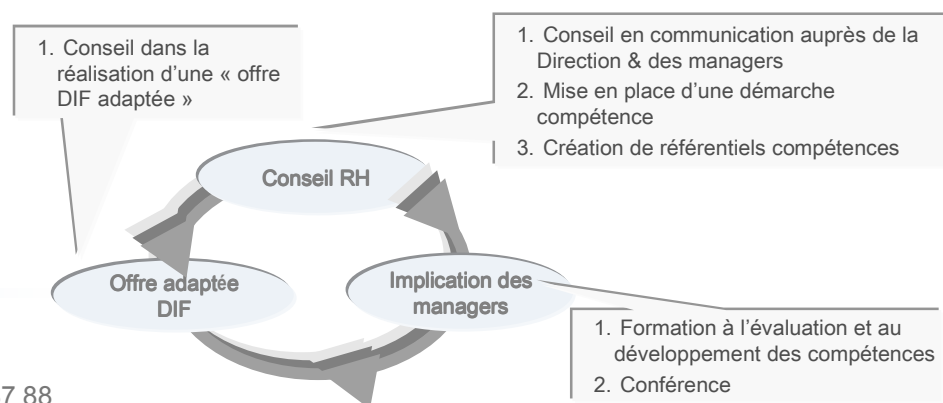 1. Conseil dans la
réalisation d'une « offre
DIF adaptée »
1. Conseil en communication auprès de la
Direction & des managers
2. Mise en place d'une démarche
compétence
3. Création de référentiels compétences
Conseil RH
Offre adaptée
DIF
Implication des
managers
1. Formation à l'évaluation et au
développement des compétences
2. Conférence
7 88